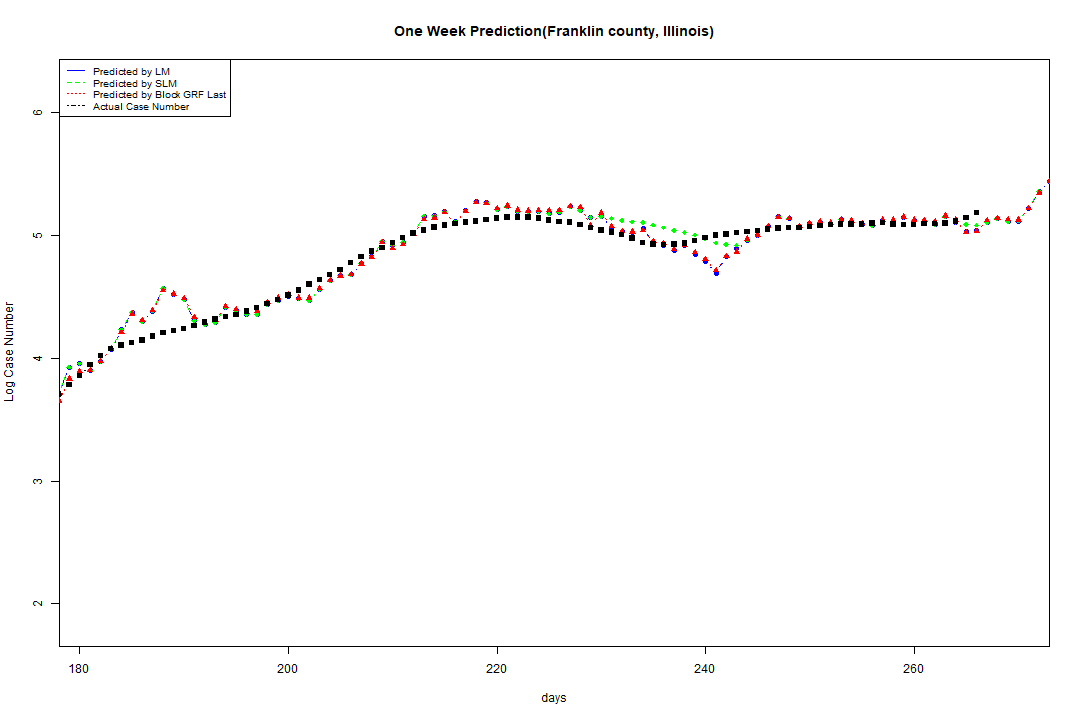 One Week Prediction(Franklin county, Illinois)
Predicted by LM
Predicted by SLM
Predicted by Block GRF Last
Actual Case Number
6
5
4
3
2
Log Case Number
180 200 220 240 260
days